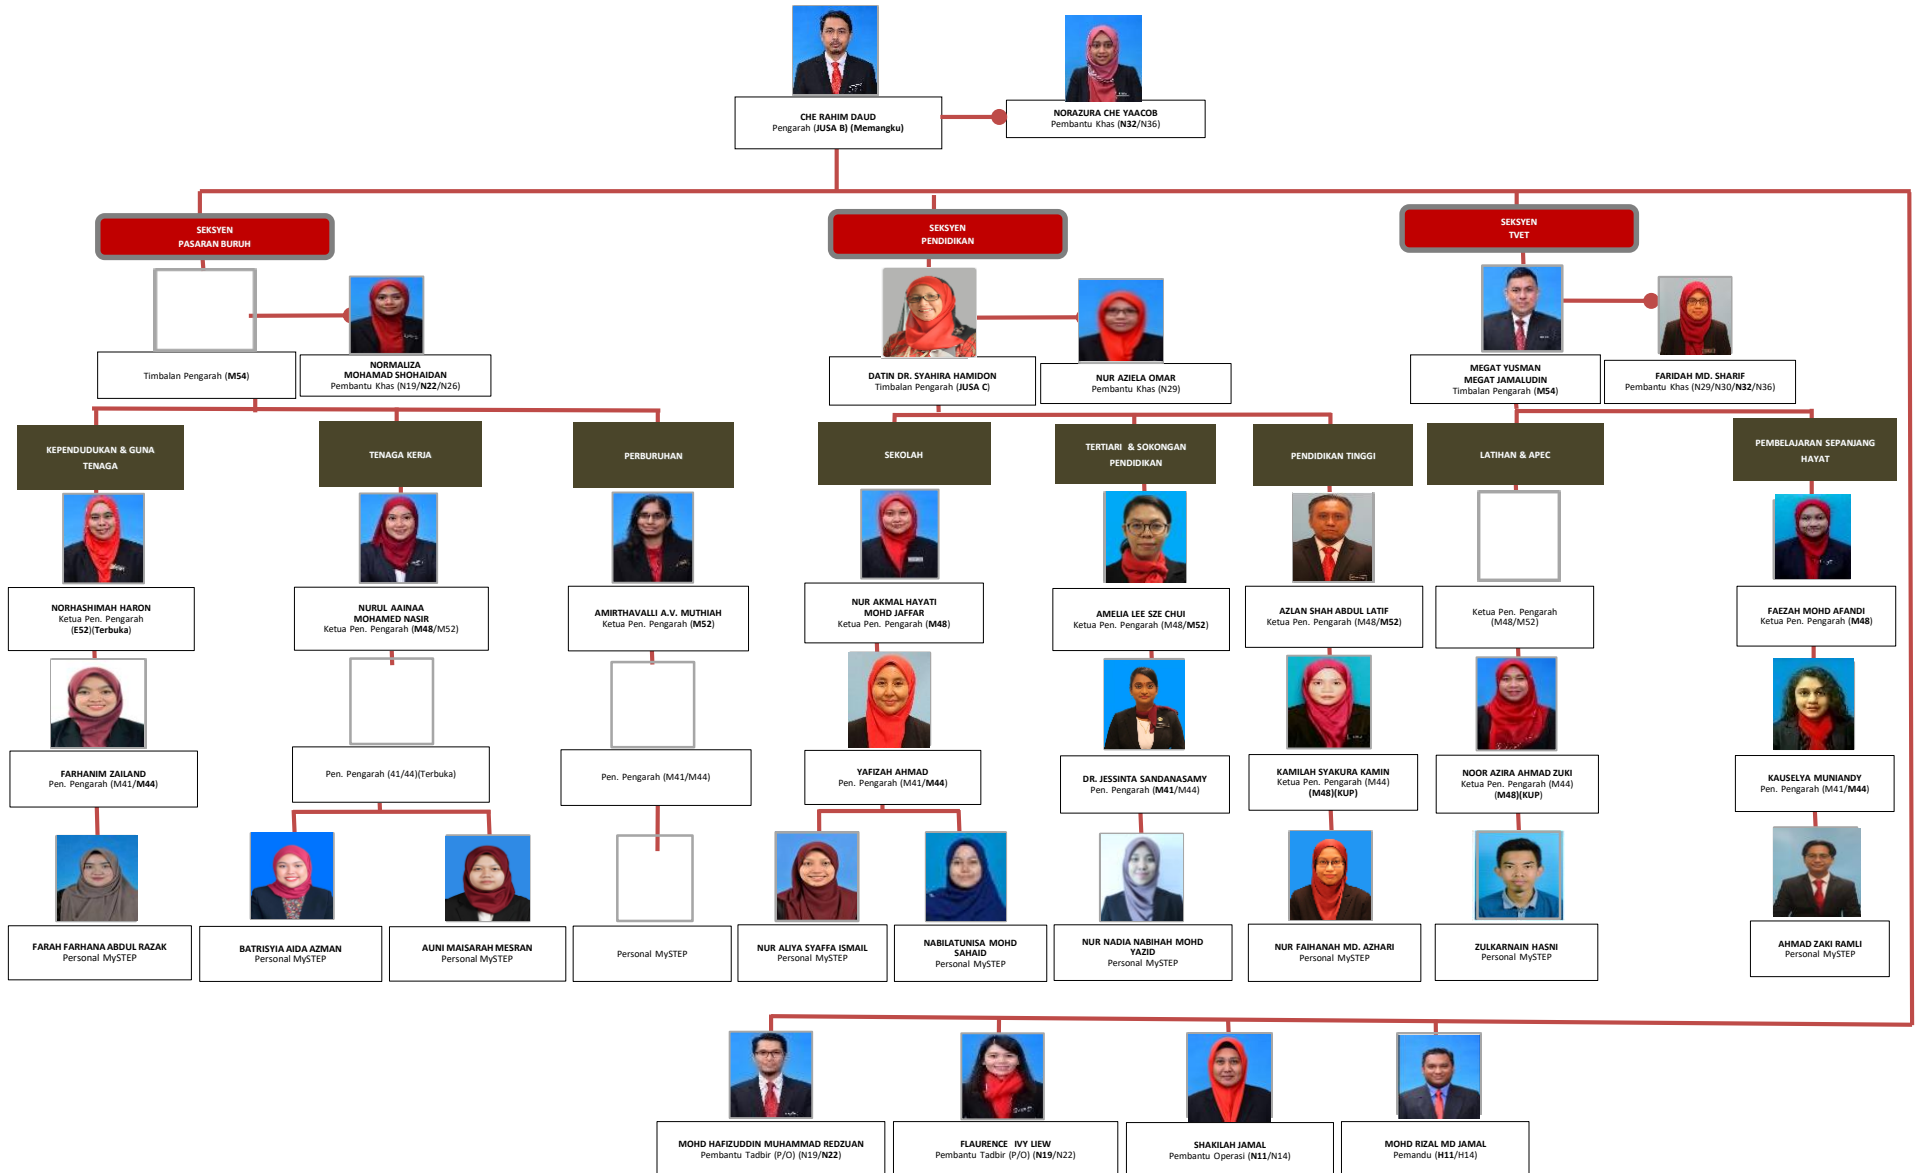 CHE RAHIM DAUD
Pengarah (JUSA B) (Memangku)
NORAZURA CHE YAACOB
Pembantu Khas (N32/N36)
SEKSYEN
PASARAN BURUH
SEKSYEN
PENDIDIKAN
SEKSYEN
TVET
Timbalan Pengarah (M54)
NORMALIZA
MOHAMAD SHOHAIDAN
Pembantu Khas (N19/N22/N26)
DATIN DR. SYAHIRA HAMIDON
Timbalan Pengarah (JUSA C)
NUR AZIELA OMAR
Pembantu Khas (N29)
MEGAT YUSMAN
MEGAT JAMALUDIN
Timbalan Pengarah (M54)
FARIDAH MD. SHARIF
Pembantu Khas (N29/N30/N32/N36)
KEPENDUDUKAN & GUNA
TENAGA
TENAGA KERJA
PERBURUHAN
SEKOLAH
TERTIARI & SOKONGAN
PENDIDIKAN
PENDIDIKAN TINGGI
LATIHAN & APEC
PEMBELAJARAN SEPANJANG
HAYAT
NORHASHIMAH HARON
Ketua Pen. Pengarah
(E52)(Terbuka)
NURUL AAINAA
MOHAMED NASIR
Ketua Pen. Pengarah (M48/M52)
AMIRTHAVALLI A.V. MUTHIAH
Ketua Pen. Pengarah (M52)
NUR AKMAL HAYATI
MOHD JAFFAR
Ketua Pen. Pengarah (M48)
AMELIA LEE SZE CHUI
Ketua Pen. Pengarah (M48/M52)
AZLAN SHAH ABDUL LATIF
Ketua Pen. Pengarah (M48/M52)
Ketua Pen. Pengarah
(M48/M52)
FAEZAH MOHD AFANDI
Ketua Pen. Pengarah (M48)
FARHANIM ZAILAND
Pen. Pengarah (M41/M44)
Pen. Pengarah (41/44)(Terbuka)
Pen. Pengarah (M41/M44)
YAFIZAH AHMAD
Pen. Pengarah (M41/M44)
DR. JESSINTA SANDANASAMY
Pen. Pengarah (M41/M44)
KAMILAH SYAKURA KAMIN
Ketua Pen. Pengarah (M44)
(M48)(KUP)
NOOR AZIRA AHMAD ZUKI
Ketua Pen. Pengarah (M44)
(M48)(KUP)
KAUSELYA MUNIANDY
Pen. Pengarah (M41/M44)
FARAH FARHANA ABDUL RAZAK
Personal MySTEP
BATRISYIA AIDA AZMAN
Personal MySTEP
AUNI MAISARAH MESRAN
Personal MySTEP
Personal MySTEP
NUR ALIYA SYAFFA ISMAIL
Personal MySTEP
NABILATUNISA MOHD
SAHAID
Personal MySTEP
NUR NADIA NABIHAH MOHD
YAZID
Personal MySTEP
NUR FAIHANAH MD. AZHARI
Personal MySTEP
ZULKARNAIN HASNI
Personal MySTEP
AHMAD ZAKI RAMLI
Personal MySTEP
MOHD HAFIZUDDIN MUHAMMAD REDZUAN
Pembantu Tadbir (P/O) (N19/N22)
FLAURENCE IVY LIEW
Pembantu Tadbir (P/O) (N19/N22)
SHAKILAH JAMAL
Pembantu Operasi (N11/N14)
MOHD RIZAL MD JAMAL
Pemandu (H11/H14)